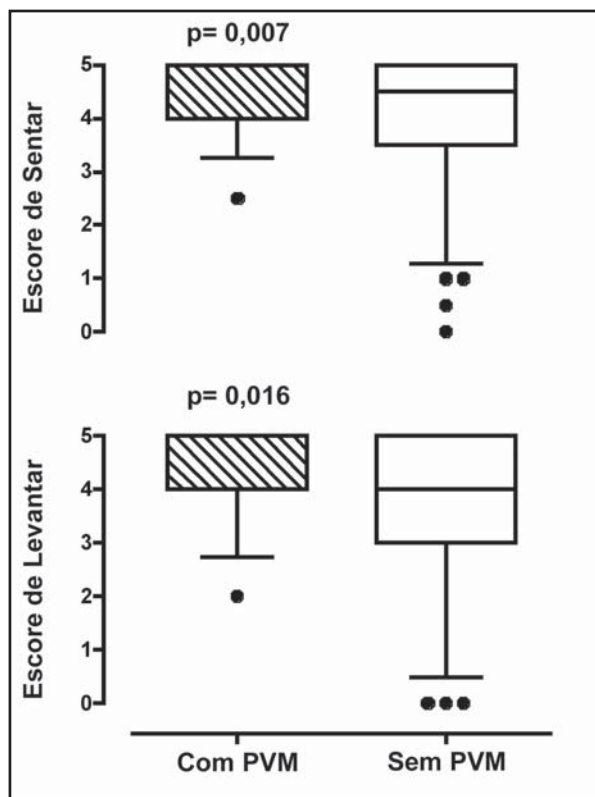 p= 0,007
Escore de Sentar
5
4
3
2
1
0
p= 0,016
Escore de Levantar
5
4
3
2
1
0
Com PVM Sem PVM